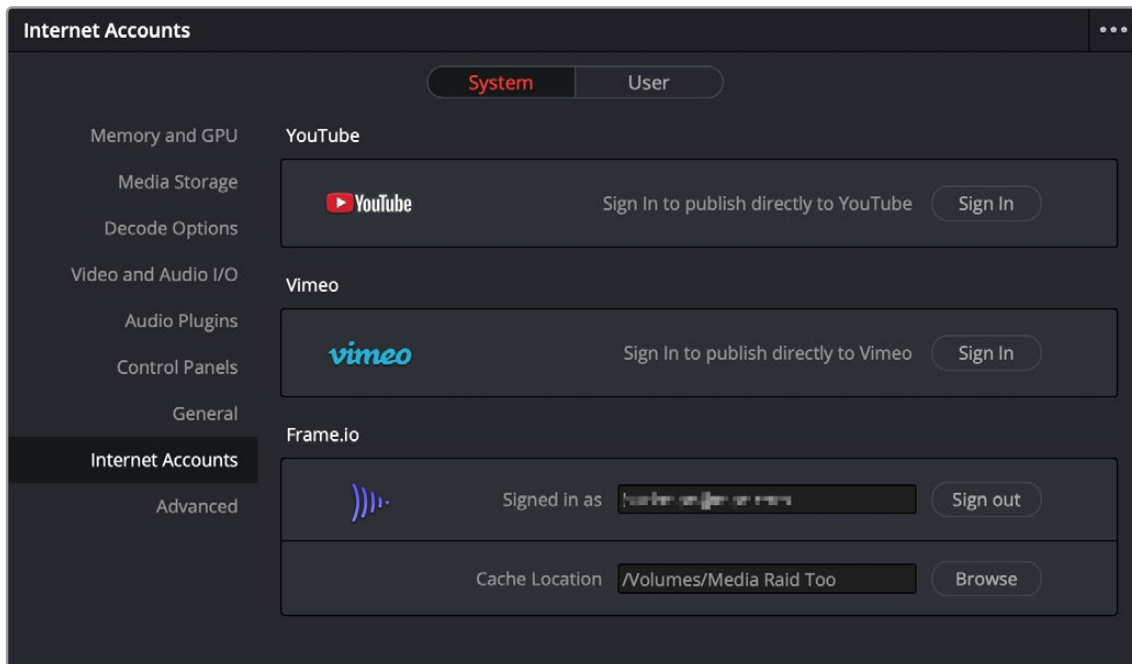 Internet Accounts
System
User
Memory and GPU
Media Storage
Decode Options
Video and Audio I/O
Audio Plugins
Control Panels
General
Internet Accounts
Advanced
YouTube
YouTube
Sign In to publish directly to YouTube
Sign In
Vimeo
vimeo
Sign In to publish directly to Vimeo
Sign In
Frame.io
Signed in as
Sign out
Cache Location
/Volumes/Media Raid Too
Browse